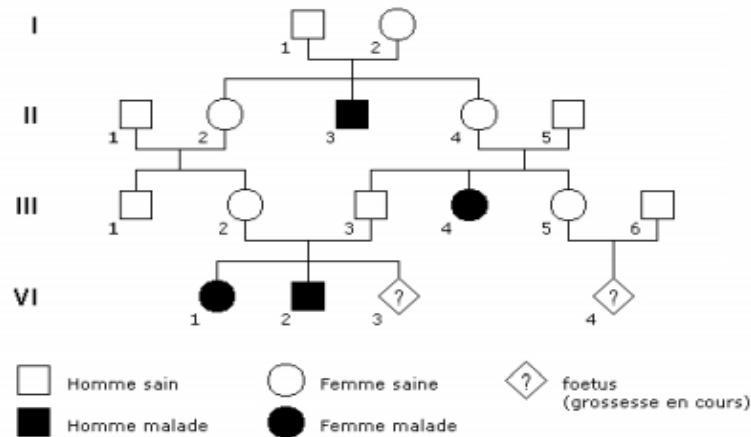 I
1 2
II
1 2 3 4 5
III
1 2 3 4 5 6
VI
? ?
1 2 3 4
Homme sain Femme saine ? foetus
(grossesse en cours)
Homme malade Femme malade